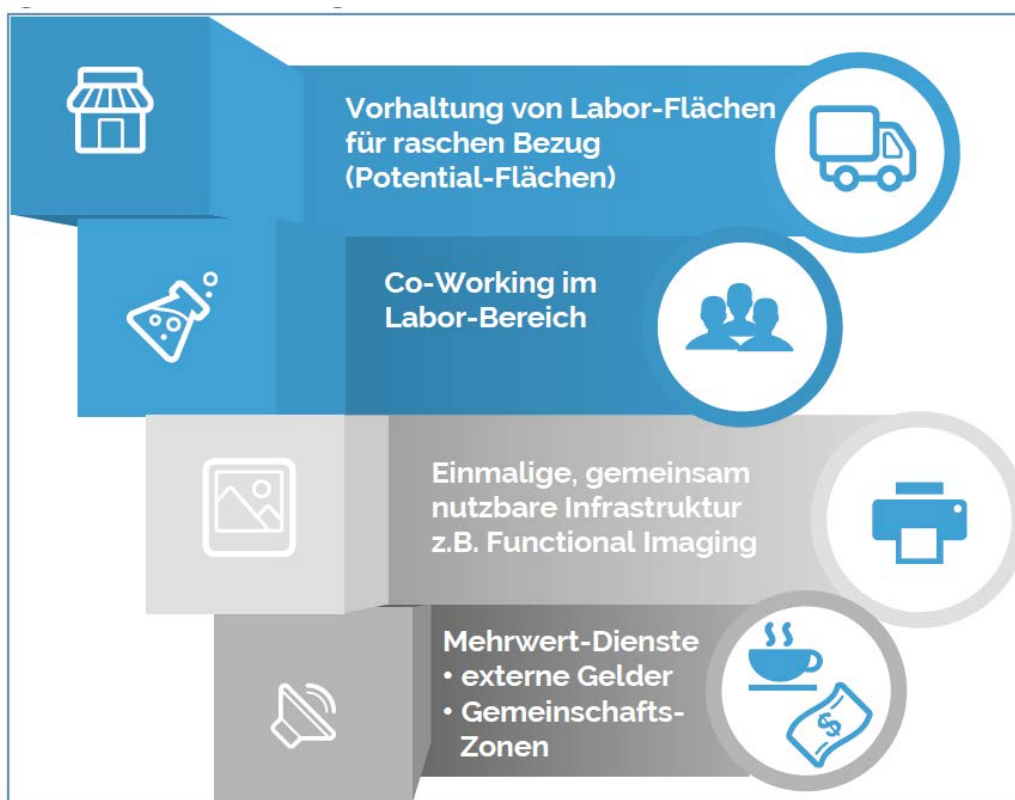 Vorhaltung von Labor-Flächen
für raschen Bezug
(Potential-Flächen)
Co-Working im
Labor-Bereich
Einmalige, gemeinsam
nutzbare Infrastruktur
z.B. Functional Imaging
Mehrwert-Dienste
• externe Gelder
• Gemeinschafts-
Zonen
$